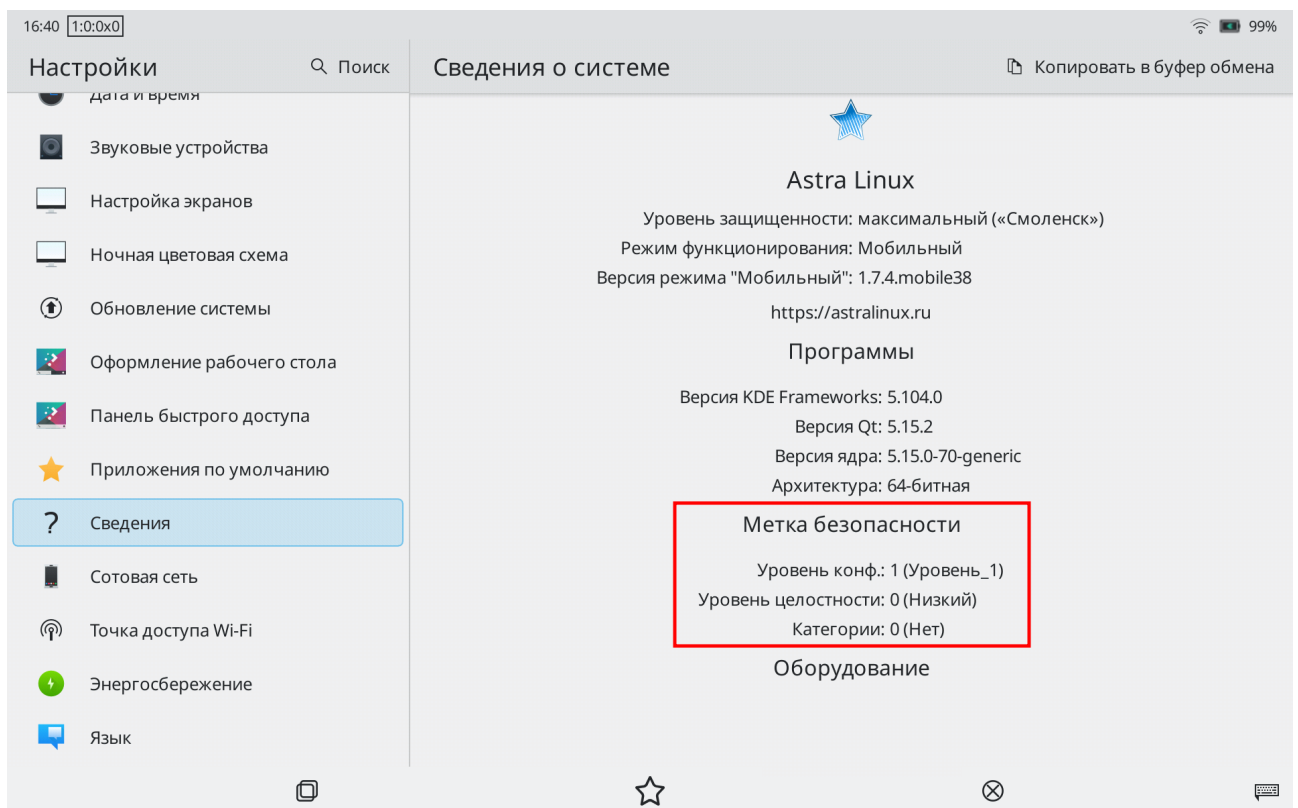 16:40 1:0:0x0 99%
Настройки
Поиск
Сведения о системе
Копировать в буфер обмена
Дата и время
Звуковые устройства
Настройка экранов
Ночная цветовая схема
Обновление системы
Оформление рабочего стола
Панель быстрого доступа
Приложения по умолчанию
Сведения
Сотовая сеть
Точка доступа Wi-Fi
Энергосбережение
Язык
Astra Linux
Уровень защищенности: максимальный («Смоленск»)
Режим функционирования: Мобильный
Версия режима "Мобильный": 1.7.4.mobile38
https://astralinux.ru
Программы
Версия KDE Frameworks: 5.104.0
Версия Qt: 5.15.2
Версия ядра: 5.15.0-70-generic
Архитектура: 64-битная
Метка безопасности
Уровень конф.: 1 (Уровень_1)
Уровень целостности: 0 (Низкий)
Категории: 0 (Нет)
Оборудование